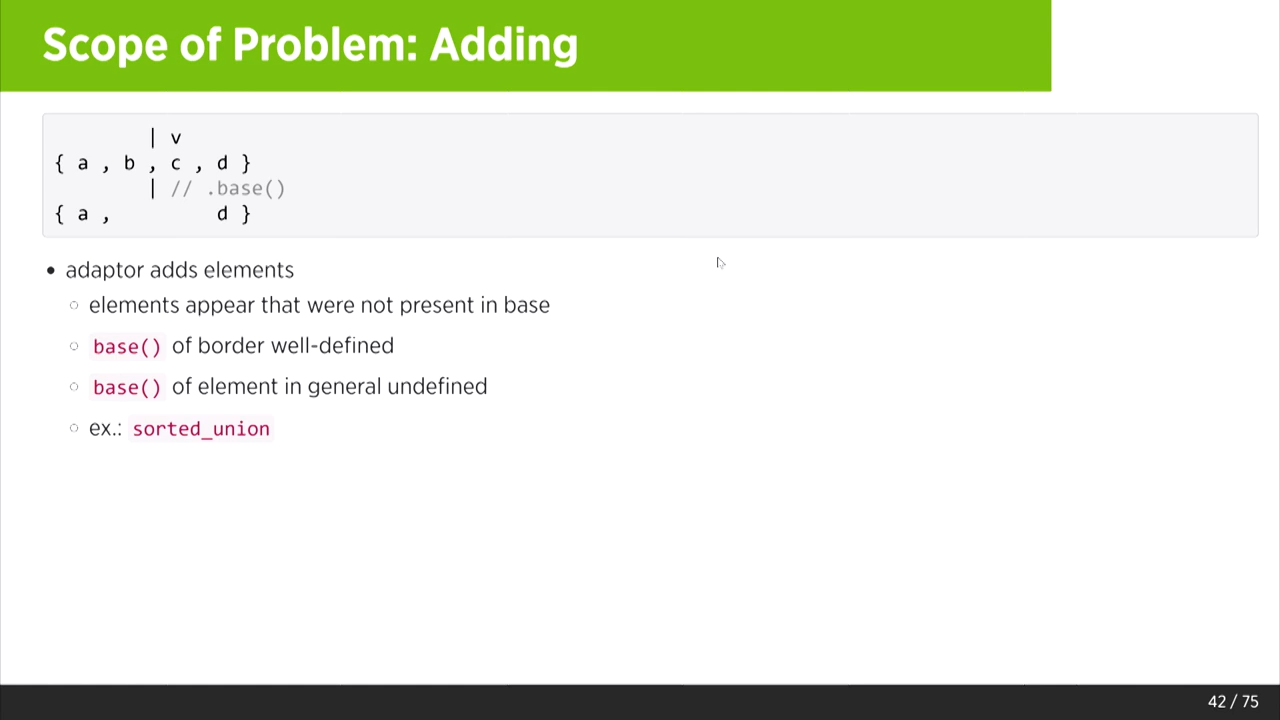 Scope of Problem: Adding
| v
{ a , b , c , d }
| // .base()
{ a ,         d }
• adaptor adds elements
○ elements appear that were not present in base
○ base() of border well-defined
○ base() of element in general undefined
○ ex.: sorted_union
42 / 75